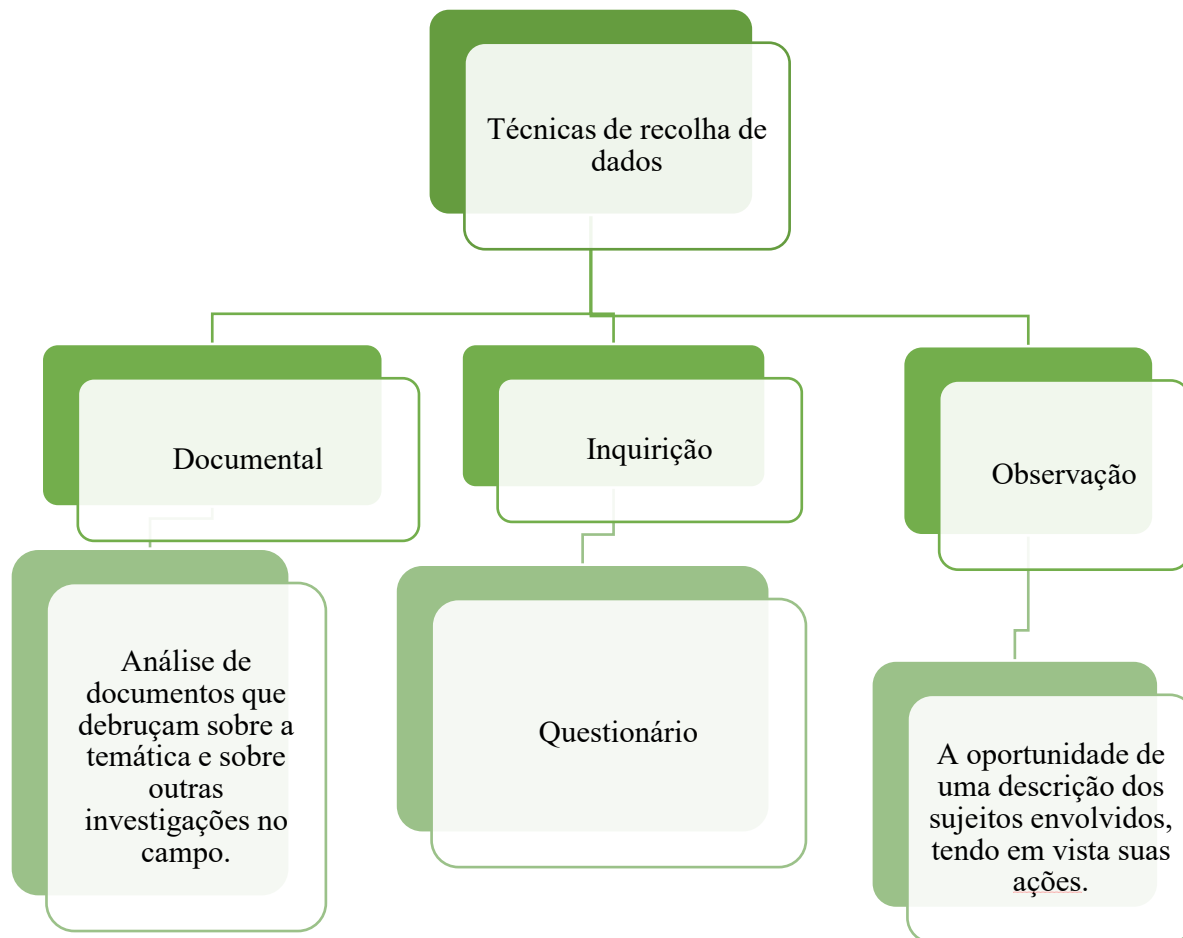 Técnicas de recolha de
dados
Documental
Inquirição
Observação
Análise de
documentos que
debruçam sobre a
temática e sobre
outras
investigações no
campo.
Questionário
A oportunidade de
uma descrição dos
sujeitos envolvidos,
tendo em vista suas
ações.